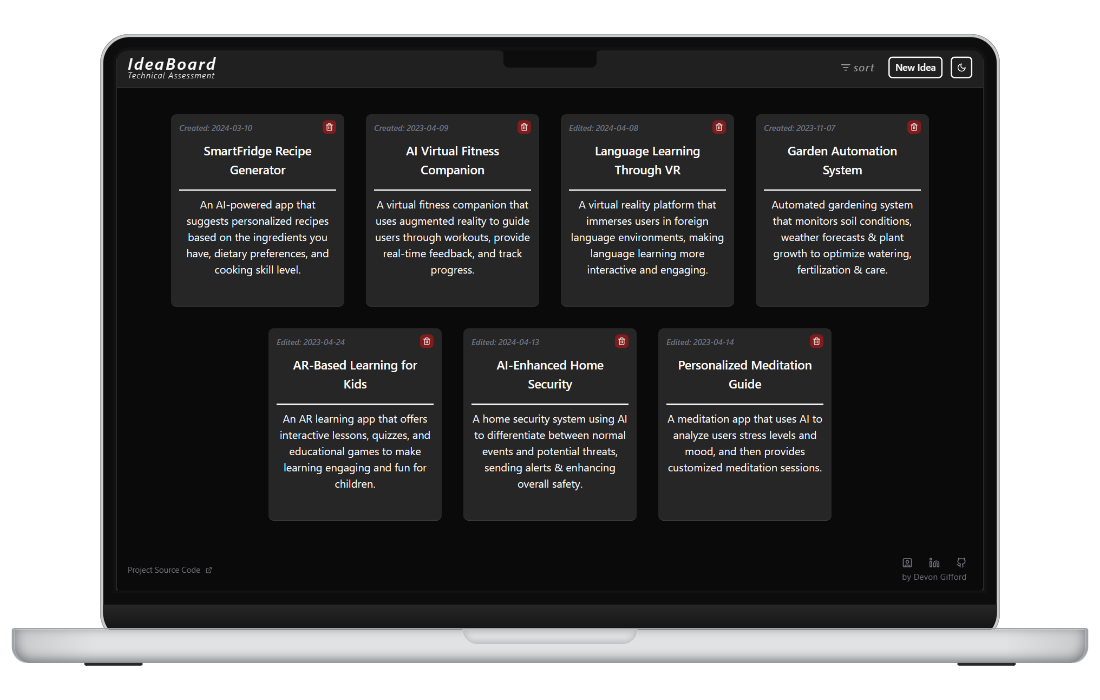 IdeaBoard
Technical Assessment
sort
New Idea
Created: 2024-03-10
SmartFridge Recipe
Generator
An AI-powered app that
suggests personalized recipes
based on the ingredients you
have, dietary preferences, and
cooking skill level.
Created: 2023-04-09
AI Virtual Fitness
Companion
A virtual fitness companion that
uses augmented reality to guide
users through workouts, provide
real-time feedback, and track
progress.
Edited: 2024-04-08
Language Learning
Through VR
A virtual reality platform that
immerses users in foreign
language environments, making
language learning more
interactive and engaging.
Created: 2023-11-07
Garden Automation
System
Automated gardening system
that monitors soil conditions,
weather forecasts & plant
growth to optimize watering,
fertilization & care.
Edited: 2023-04-24
AR-Based Learning for
Kids
An AR learning app that offers
interactive lessons, quizzes, and
educational games to make
learning engaging and fun for
children.
Edited: 2024-04-13
AI-Enhanced Home
Security
A home security system using AI
to differentiate between normal
events and potential threats,
sending alerts & enhancing
overall safety.
Edited: 2023-04-14
Personalized Meditation
Guide
A meditation app that uses AI to
analyze users stress levels and
mood, and then provides
customized meditation sessions.
Project Source Code
by Devon Gifford